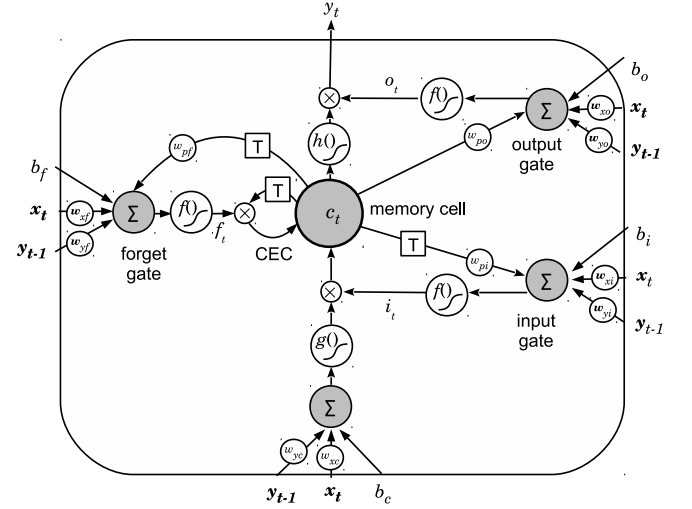 y_t
b_o
o_t
f()
Σ
w_xo
x_t
h()
w_po
w_yo
y_t-1
output
gate
w_pf
T
b_f
T
x_t
w_xf
Σ
f()
c_t
memory cell
w_yf
f_t
y_t-1
forget
gate
CEC
T
b_i
w_pi
Σ
w_xi
x_t
f()
i_t
w_yi
y_t-1
input
gate
g()
Σ
w_yc
w_xc
y_t-1
x_t
b_c